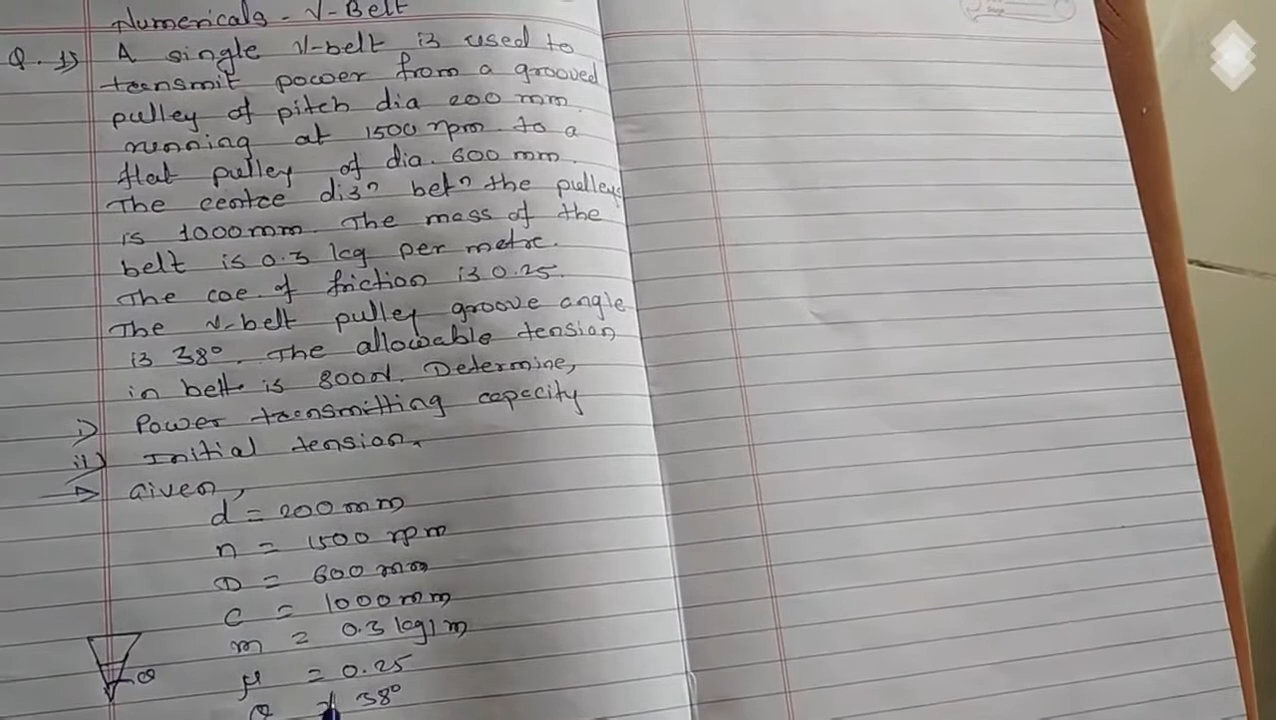 Numericals - V-Belt
Q. 1) A single V-belt is used to
transmit power from a grooved
pulley of pitch dia 200 mm
running at 1500 rpm to a
flat pulley of dia. 600 mm.
The centre disn betn the pulleys
is 1000mm. The mass of the
belt is 0.3 kg per metre.
The coe. of friction is 0.25.
The V-belt pulley groove angle
is 38°. The allowable tension
in belt is 800N. Determine,
i) Power transmitting capacity
ii) Initial tension.
⇒ Given,
d = 200 mm
n = 1500 rpm
D = 600 mm
C = 1000 mm
m = 0.3 kg/m
μ = 0.25
θ = 38°
θ